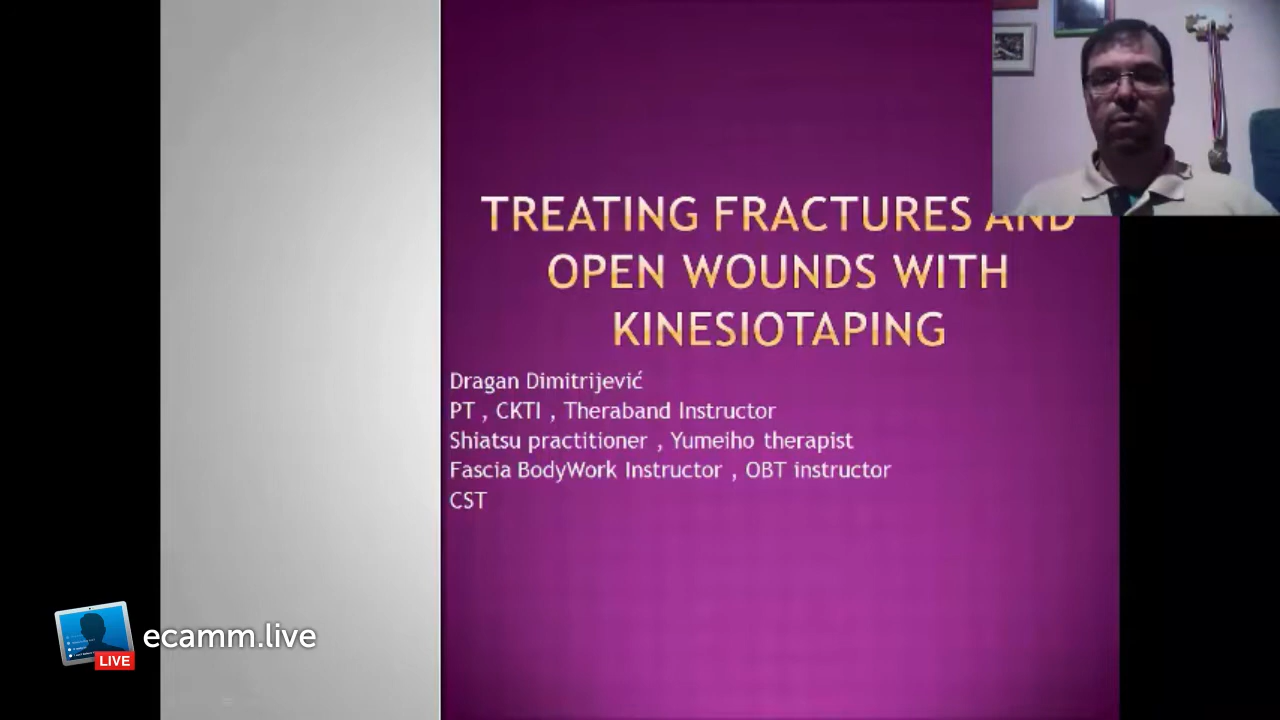 TREATING FRACTURES AND
OPEN WOUNDS WITH
KINESIOTAPING
Dragan Dimitrijević
PT , CKTI , Theraband Instructor
Shiatsu practitioner , Yumeiho therapist
Fascia BodyWork Instructor , OBT instructor
CST
ecamm.live
LIVE